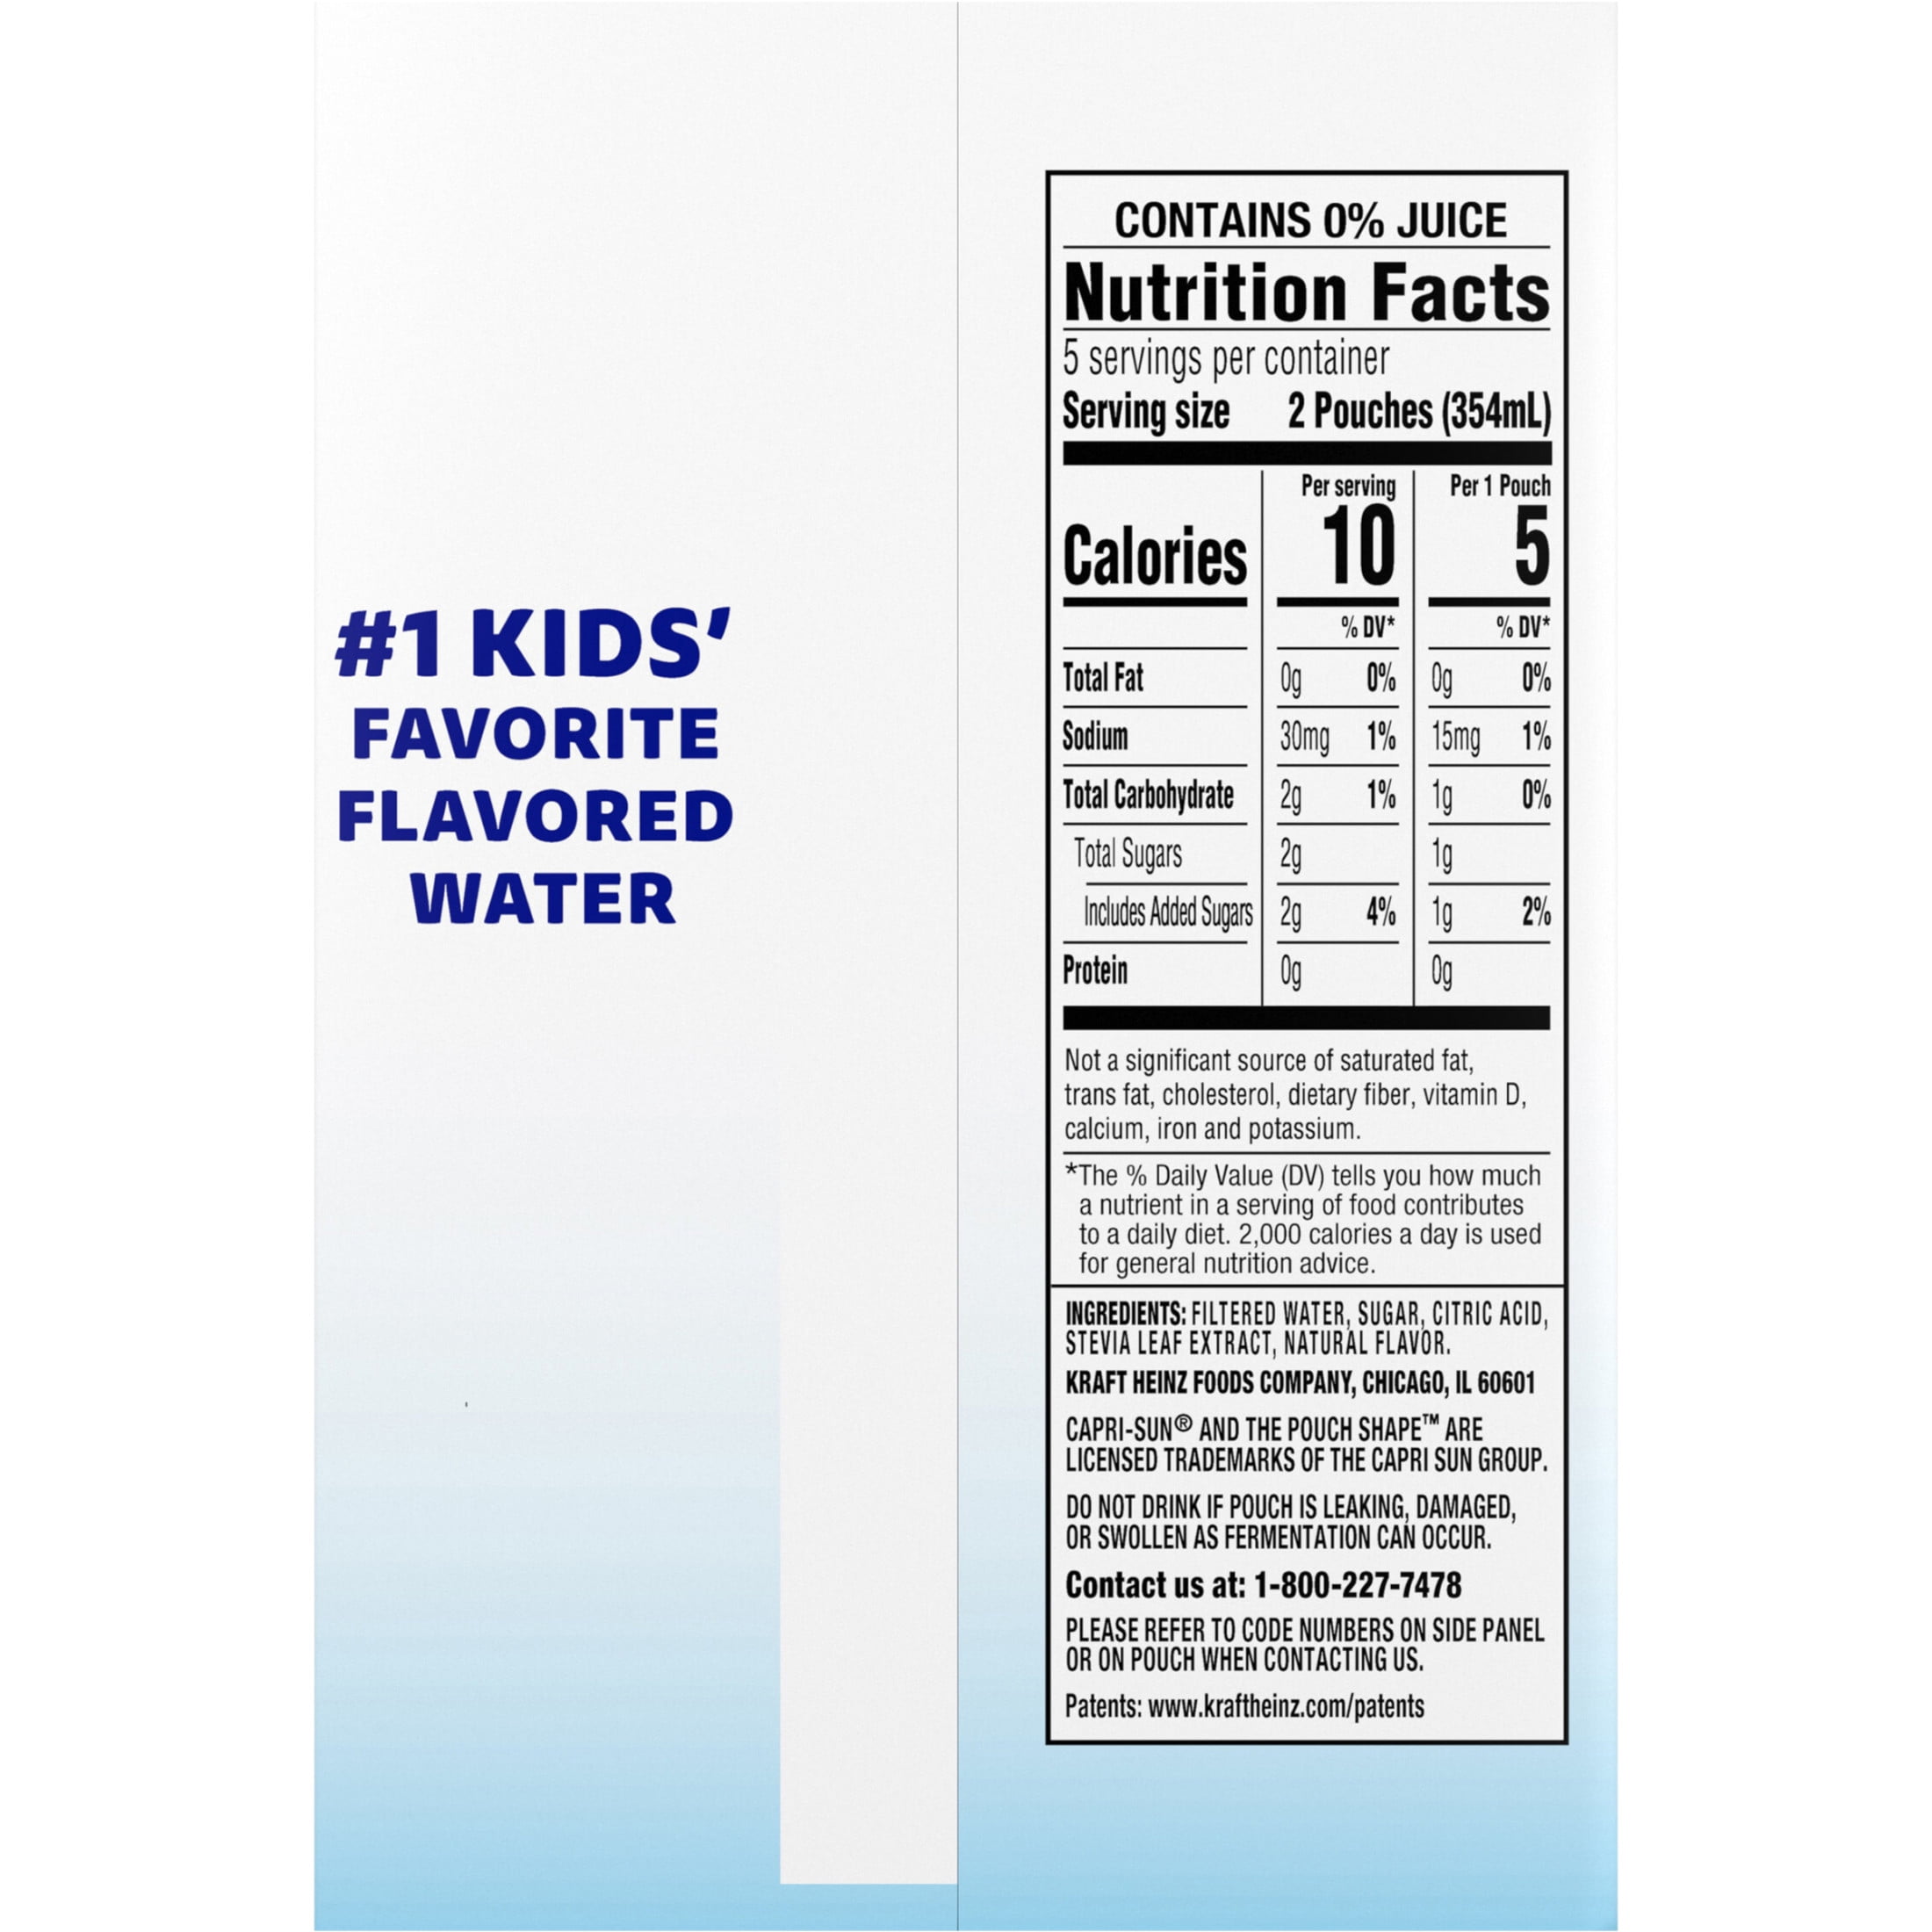 #1 KIDS’
FAVORITE
FLAVORED
WATER
CONTAINS 0% JUICE
Nutrition Facts
5 servings per container
Serving size 2 Pouches (354mL)
Per serving Per 1 Pouch
Calories 10 5
% DV* % DV*
Total Fat 0g 0% 0g 0%
Sodium 30mg 1% 15mg 1%
Total Carbohydrate 2g 1% 1g 0%
Total Sugars 2g 1g
Includes Added Sugars 2g 4% 1g 2%
Protein 0g 0g
Not a significant source of saturated fat,
trans fat, cholesterol, dietary fiber, vitamin D,
calcium, iron and potassium.
*The % Daily Value (DV) tells you how much
a nutrient in a serving of food contributes
to a daily diet. 2,000 calories a day is used
for general nutrition advice.
INGREDIENTS: FILTERED WATER, SUGAR, CITRIC ACID,
STEVIA LEAF EXTRACT, NATURAL FLAVOR.
KRAFT HEINZ FOODS COMPANY, CHICAGO, IL 60601
CAPRI-SUN® AND THE POUCH SHAPE™ ARE
LICENSED TRADEMARKS OF THE CAPRI SUN GROUP.
DO NOT DRINK IF POUCH IS LEAKING, DAMAGED,
OR SWOLLEN AS FERMENTATION CAN OCCUR.
Contact us at: 1-800-227-7478
PLEASE REFER TO CODE NUMBERS ON SIDE PANEL
OR ON POUCH WHEN CONTACTING US.
Patents: www.kraftheinz.com/patents